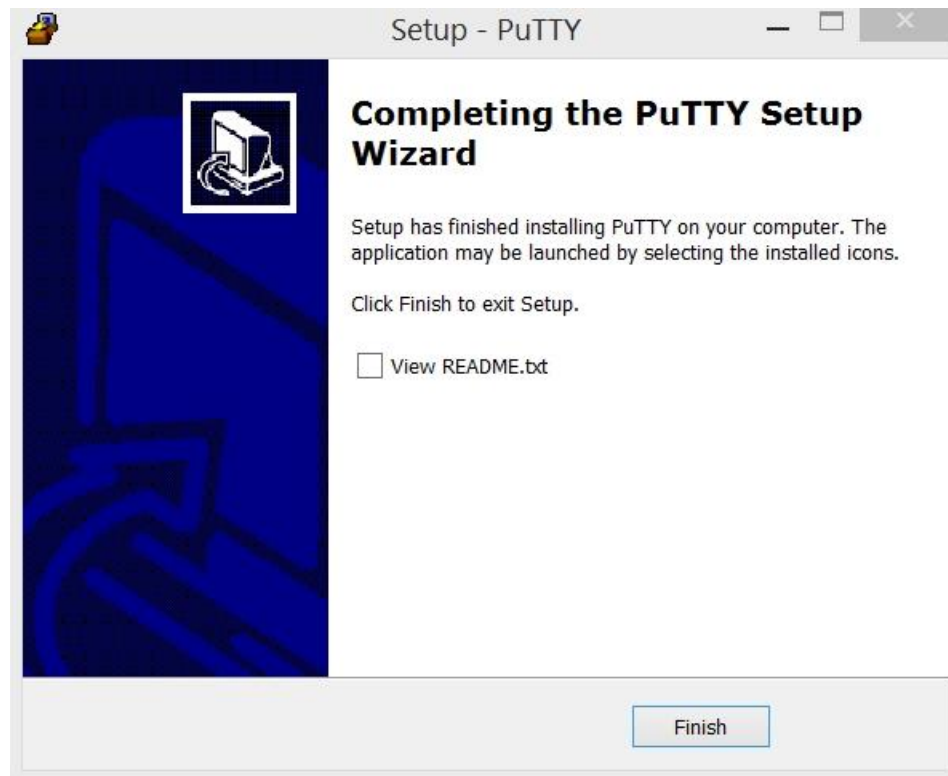 Setup - PuTTY
Completing the PuTTY Setup
Wizard
Setup has finished installing PuTTY on your computer. The
application may be launched by selecting the installed icons.
Click Finish to exit Setup.
View README.txt
Finish